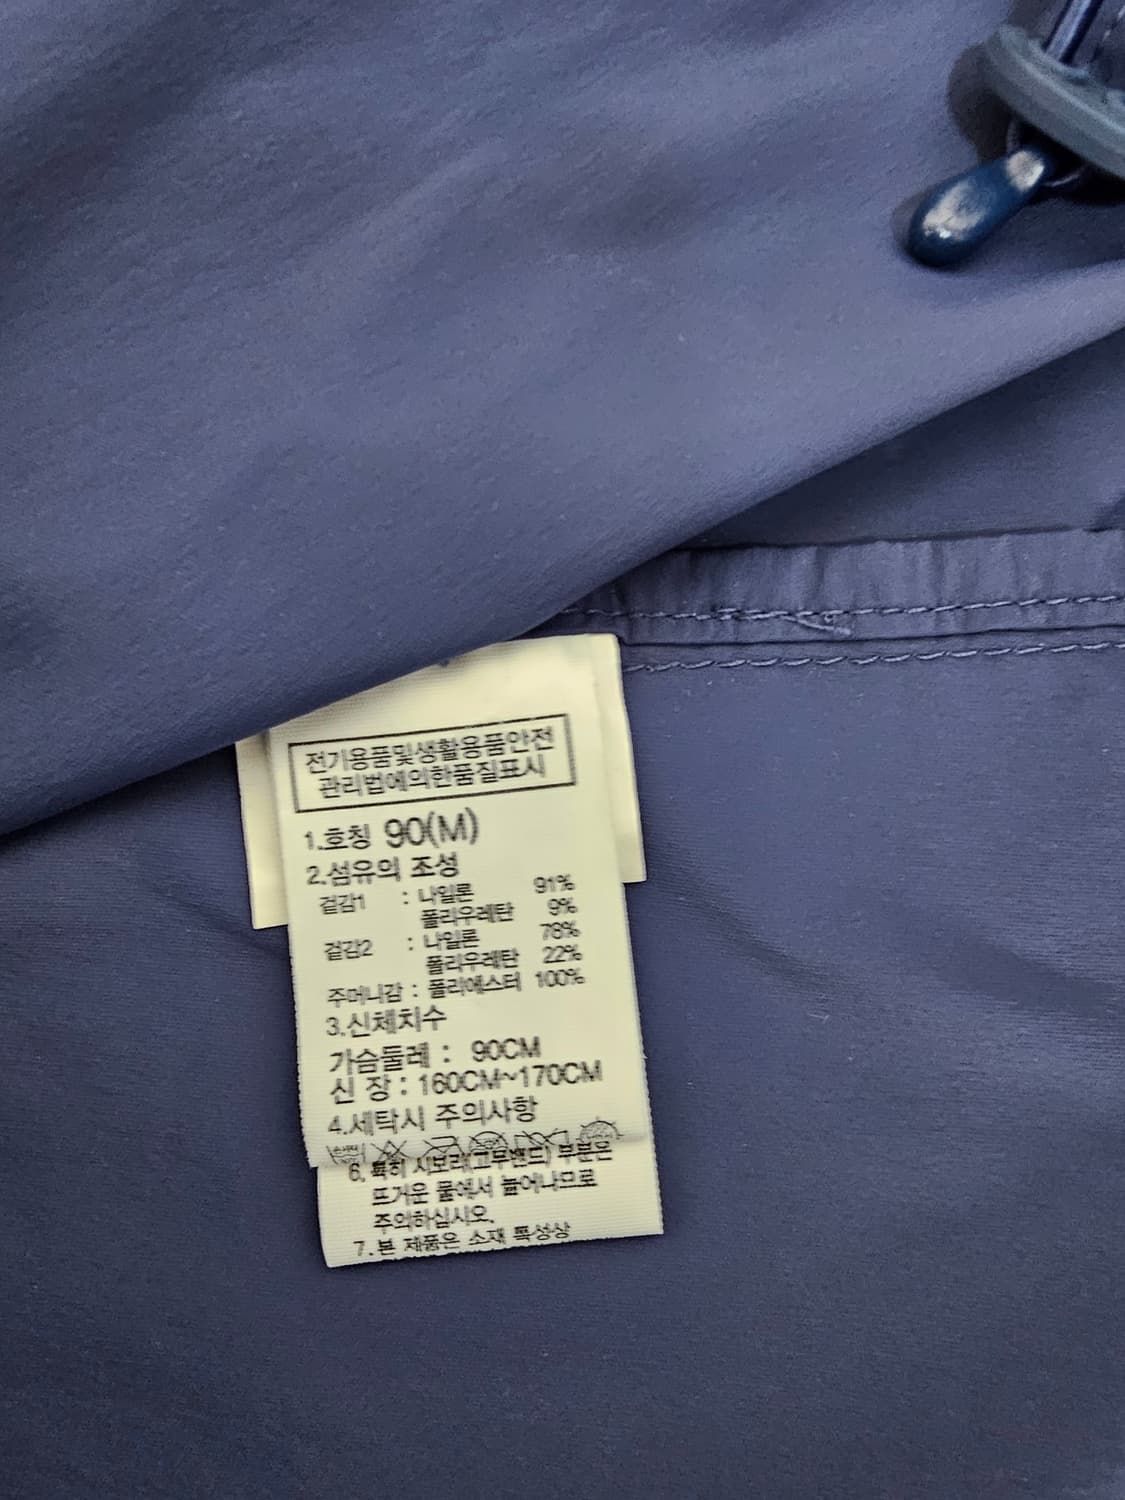 전기용품및생활용품안전
관리법에의한품질표시
1.호칭 90(M)
2.섬유의 조성
겉감1 : 나일론 91%
폴리우레탄 9%
겉감2 : 나일론 78%
폴리우레탄 22%
주머니감 : 폴리에스터 100%
3.신체치수
가슴둘레 : 90CM
신 장 : 160CM~170CM
4.세탁시 주의사항
6. 특히 시보리(고무밴드) 부분은
뜨거운 물에서 늘어나므로
주의하십시오.
7.본 제품은 소재 특성상